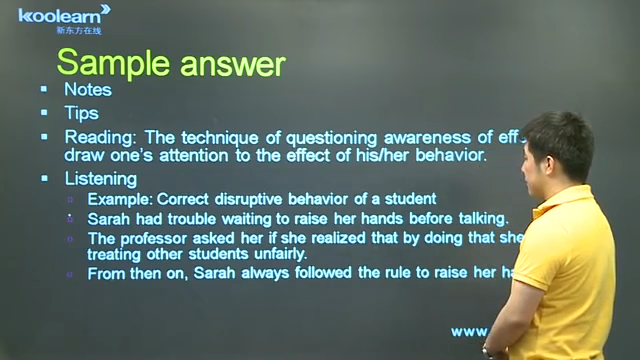 koolearn
新东方在线
Sample answer
Notes
Tips
Reading: The technique of questioning awareness of
draw one's attention to the effect of his/her behavior.
Listening
Example: Correct disruptive behavior of a student
Sarah had trouble waiting to raise her hands before talking.
The professor asked her if she realized that by doing that she
treating other students unfairly.
From then on, Sarah always followed the rule to raise her
www.